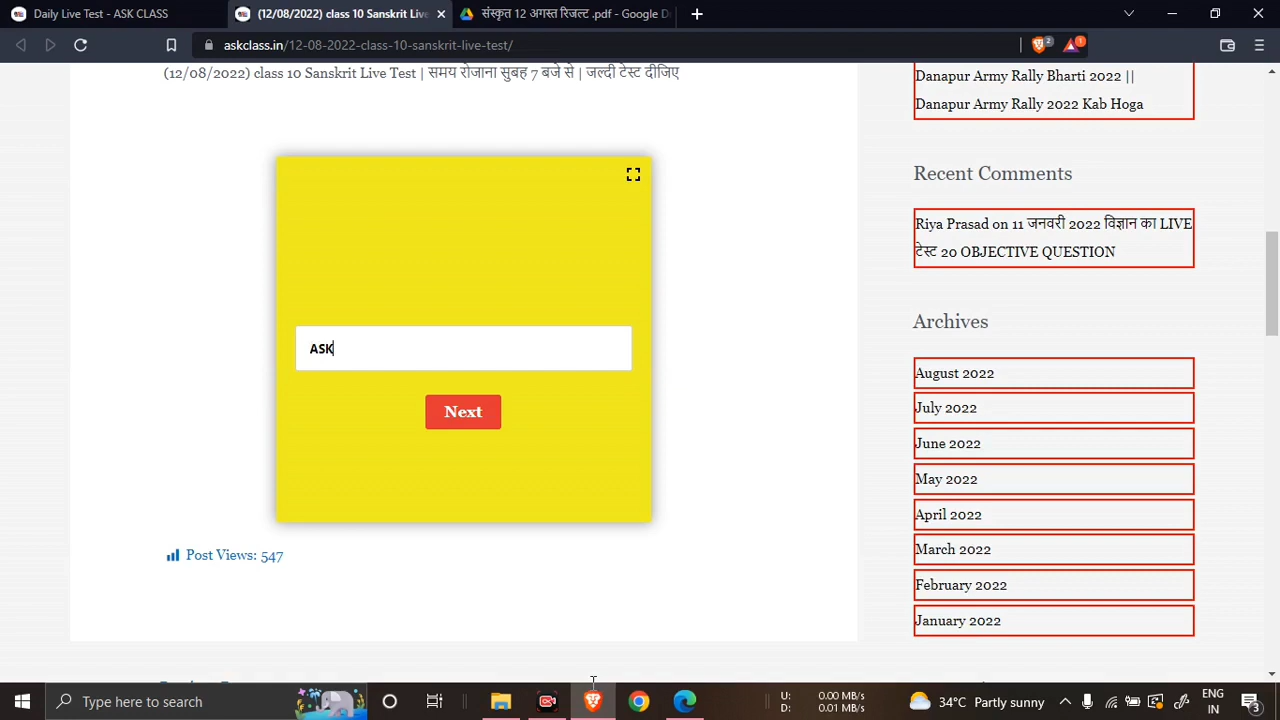 Daily Live Test - ASK CLASS
(12/08/2022) class 10 Sanskrit Live
संस्कृत 12 अगस्त रिजल्ट .pdf - Google D
askclass.in/12-08-2022-class-10-sanskrit-live-test/
2
1
(12/08/2022) class 10 Sanskrit Live Test | समय रोजाना सुबह 7 बजे से | जल्दी टेस्ट दीजिए
ASK
Next
Post Views: 547
Danapur Army Rally Bharti 2022 ||
Danapur Army Rally 2022 Kab Hoga
Recent Comments
Riya Prasad on 11 जनवरी 2022 विज्ञान का LIVE
टेस्ट 20 OBJECTIVE QUESTION
Archives
August 2022
July 2022
June 2022
May 2022
April 2022
March 2022
February 2022
January 2022
Type here to search
U: 0.00 MB/s
D: 0.01 MB/s
34°C Partly sunny
ENG
IN
3